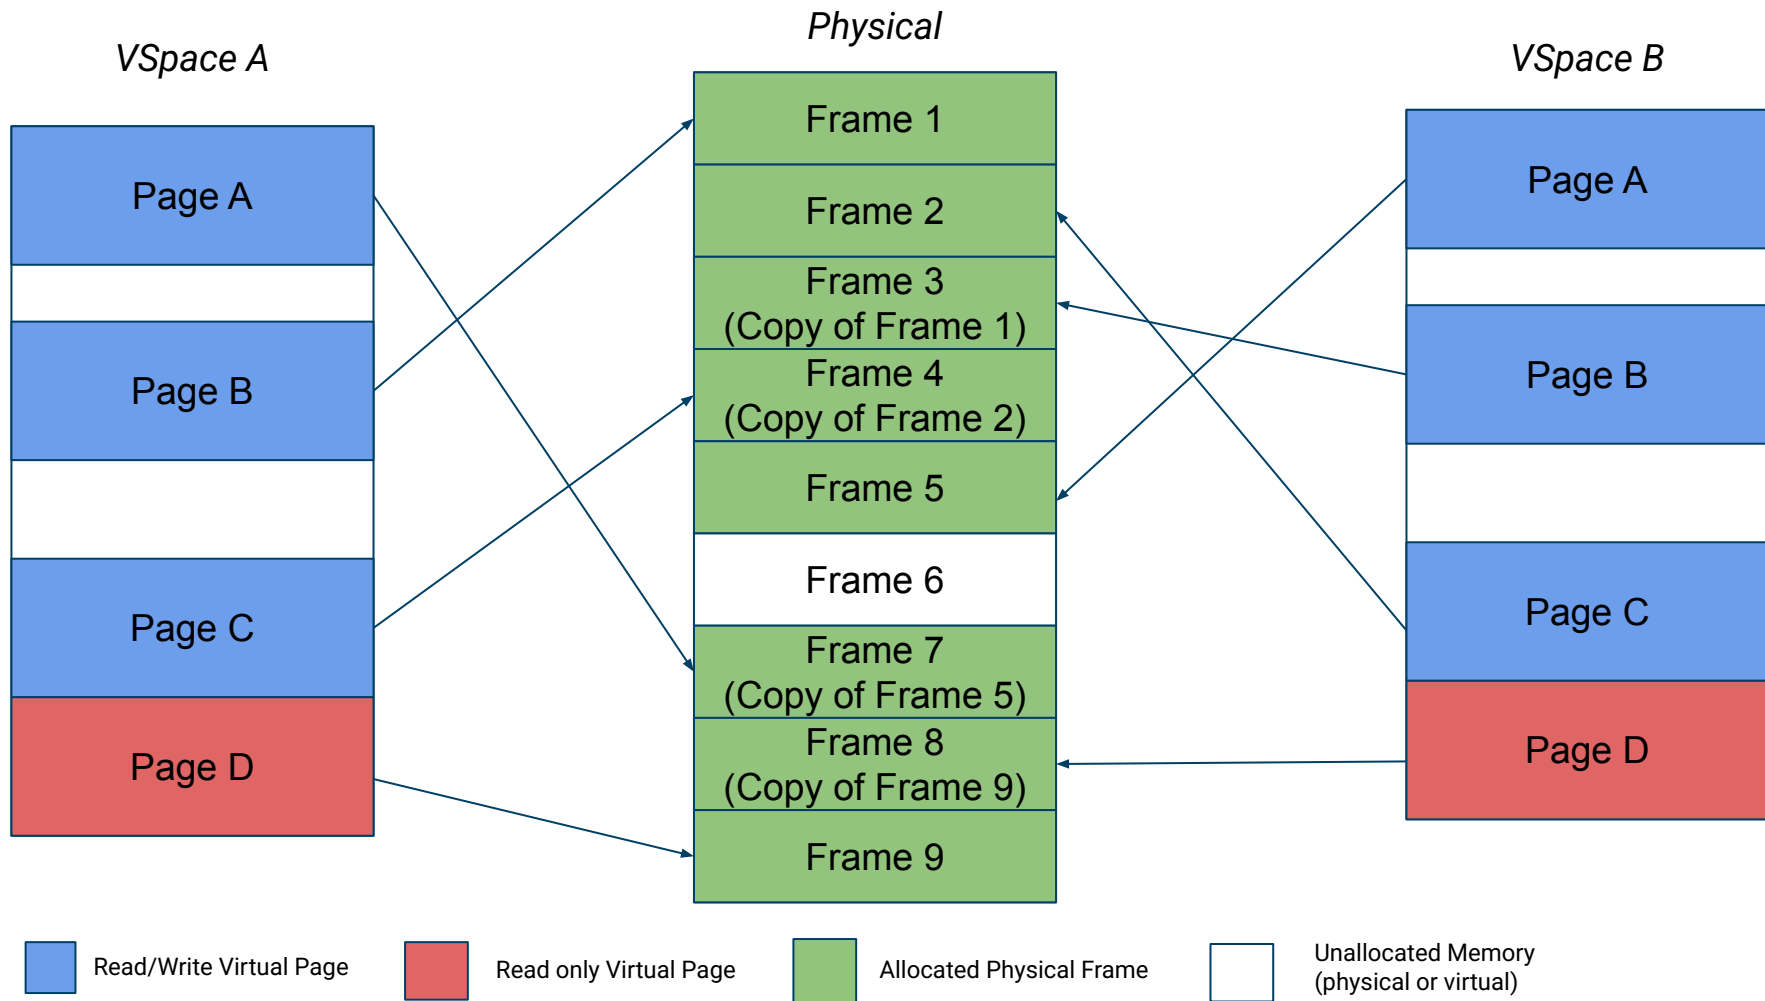 VSpace A
Physical
VSpace B
Page A
Page B
Page C
Page D
Frame 1
Frame 2
Frame 3
(Copy of Frame 1)
Frame 4
(Copy of Frame 2)
Frame 5
Frame 6
Frame 7
(Copy of Frame 5)
Frame 8
(Copy of Frame 9)
Frame 9
Page A
Page B
Page C
Page D
Read/Write Virtual Page
Read only Virtual Page
Allocated Physical Frame
Unallocated Memory
(physical or virtual)